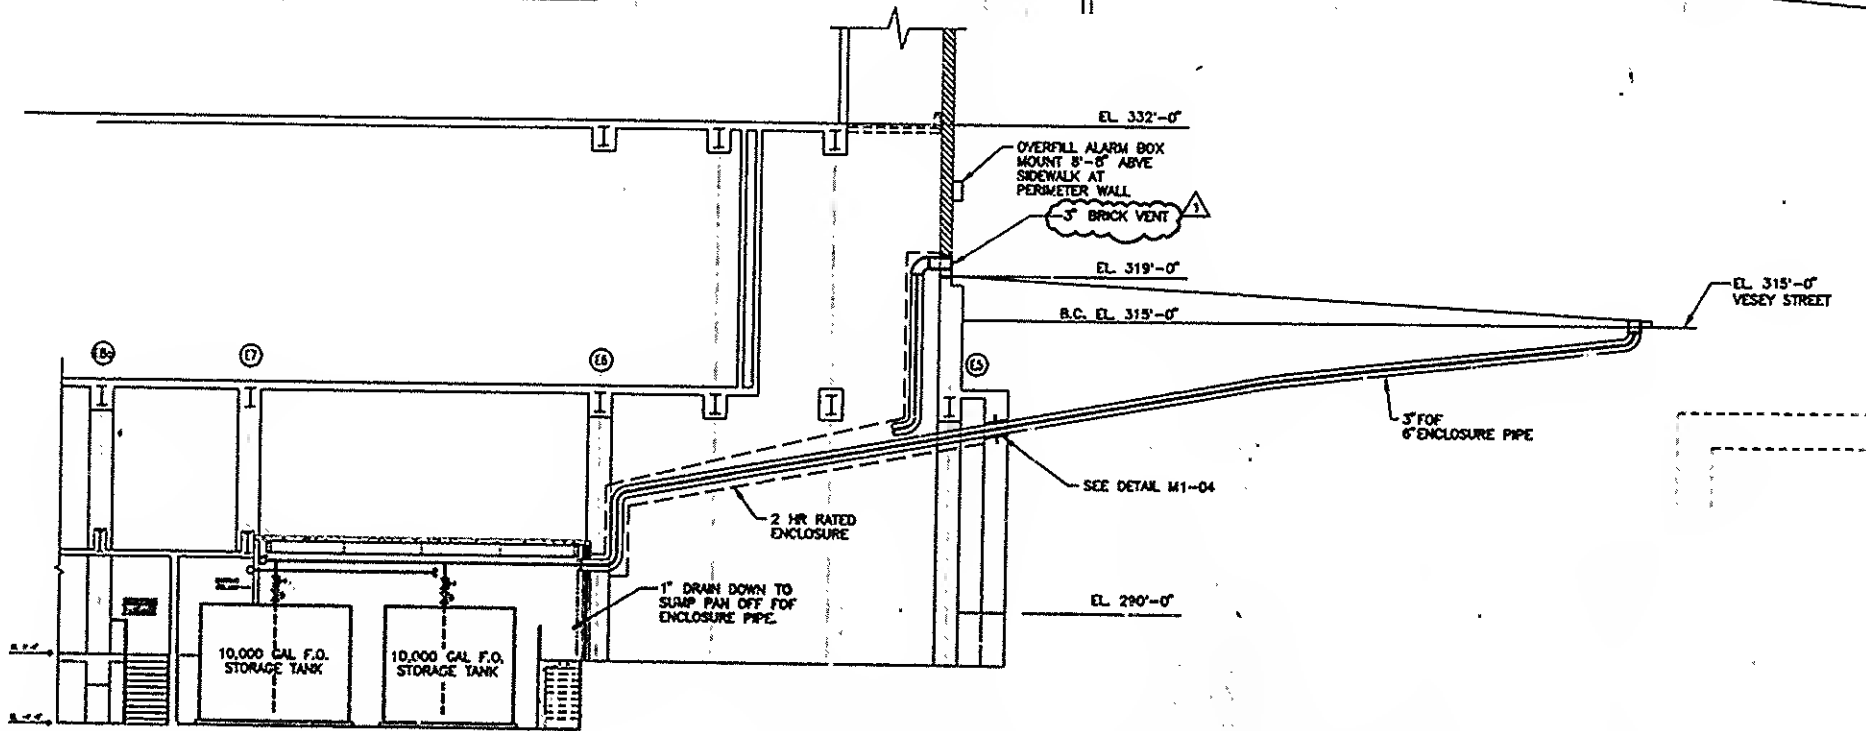 EL. 332'-0"
OVERFILL ALARM BOX
MOUNT 8'-8" ABVE
SIDEWALK AT
PERIMETER WALL
3" BRICK VENT
1
EL. 319'-0"
EL. 315'-0"
VESEY STREET
B.C. EL. 315'-0"
E7
E6
E5
3" FOF
6" ENCLOSURE PIPE
SEE DETAIL M1-04
2 HR RATED
ENCLOSURE
1" DRAIN DOWN TO
SUMP PAN OFF FOF
ENCLOSURE PIPE.
EL. 290'-0"
10,000 GAL F.O.
STORAGE TANK
10,000 GAL F.O.
STORAGE TANK